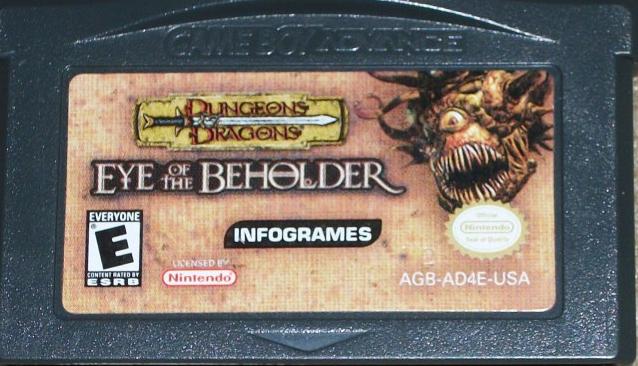 GAME BOY ADVANCE
DUNGEONS
DRAGONS
EYE OF THE BEHOLDER
INFOGRAMES
EVERYONE
E
CONTENT RATED BY
ESRB
LICENSED BY
Nintendo
Official
Nintendo
Seal of Quality
AGB-AD4E-USA